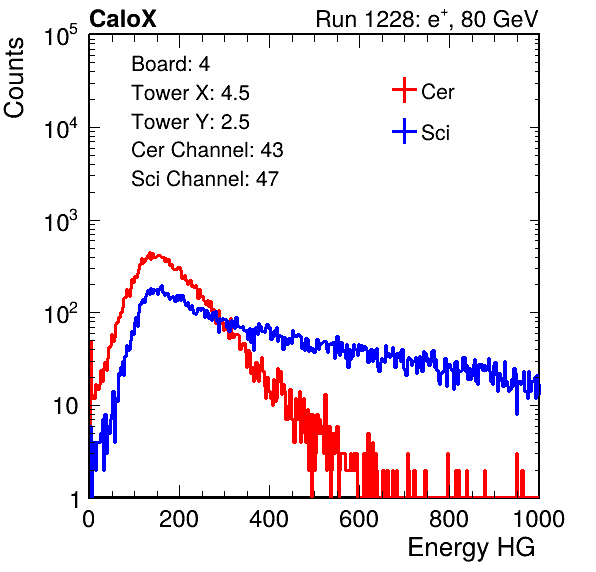 CaloX Run 1228: e⁺, 80 GeV
Counts
10⁵
10⁴
10³
10²
10
1
Board: 4
Tower X: 4.5
Tower Y: 2.5
Cer Channel: 43
Sci Channel: 47
Cer
Sci
0 200 400 600 800 1000
Energy HG